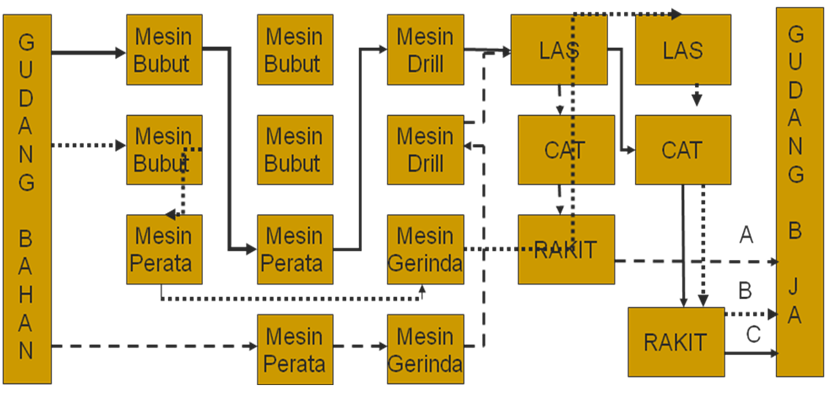 G
U
D
A
N
G
B
A
H
A
N
Mesin
Bubut
Mesin
Bubut
Mesin
Drill
LAS
LAS
Mesin
Bubut
Mesin
Bubut
Mesin
Drill
CAT
CAT
Mesin
Perata
Mesin
Perata
Mesin
Gerinda
RAKIT
Mesin
Perata
Mesin
Gerinda
RAKIT
A
B
C
G
U
D
A
N
G
B
JA